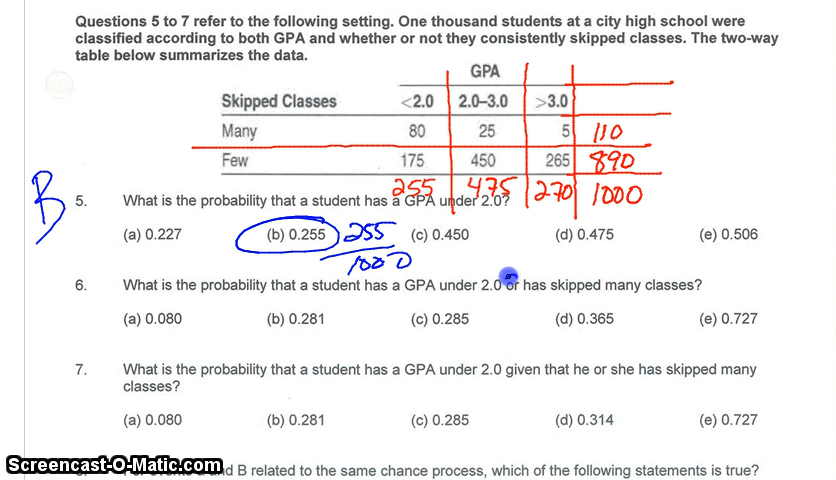 Questions 5 to 7 refer to the following setting. One thousand students at a city high school were
classified according to both GPA and whether or not they consistently skipped classes. The two-way
table below summarizes the data.
GPA
Skipped Classes <2.0 2.0–3.0 >3.0
Many 80 25 5 110
Few 175 450 265 890
255 475 270 1000
B
5. What is the probability that a student has a GPA under 2.0?
(a) 0.227 (b) 0.255 255 (c) 0.450 (d) 0.475 (e) 0.506
1000
6. What is the probability that a student has a GPA under 2.0 or has skipped many classes?
(a) 0.080 (b) 0.281 (c) 0.285 (d) 0.365 (e) 0.727
7. What is the probability that a student has a GPA under 2.0 given that he or she has skipped many
classes?
(a) 0.080 (b) 0.281 (c) 0.285 (d) 0.314 (e) 0.727
Screencast-O-Matic.com
B related to the same chance process, which of the following statements is true?